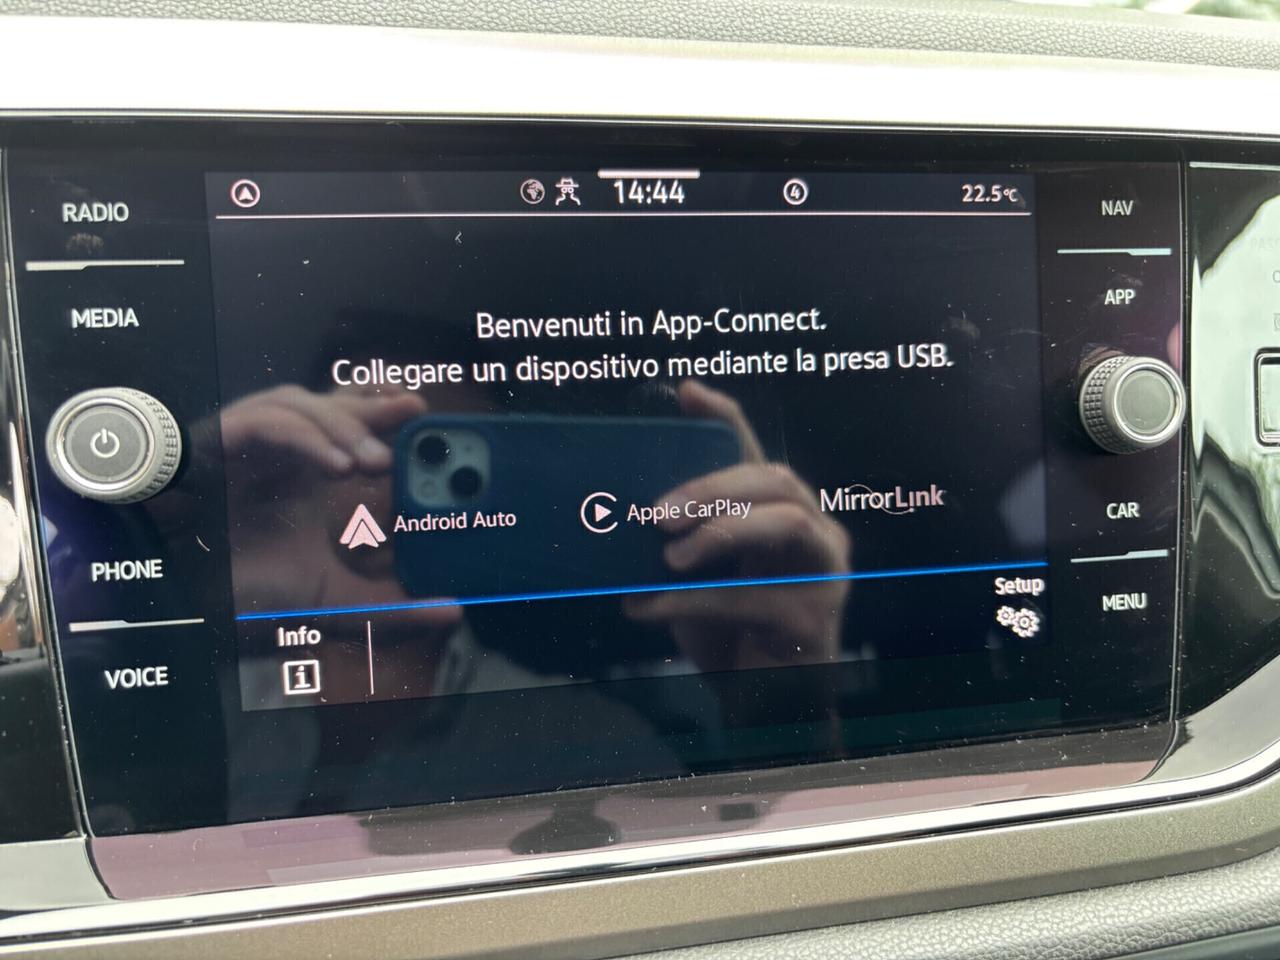 RADIO
MEDIA
PHONE
VOICE
14:44
4
22.5°C
Benvenuti in App-Connect.
Collegare un dispositivo mediante la presa USB.
Android Auto
Apple CarPlay
MirrorLink
Info
i
Setup
NAV
APP
CAR
MENU